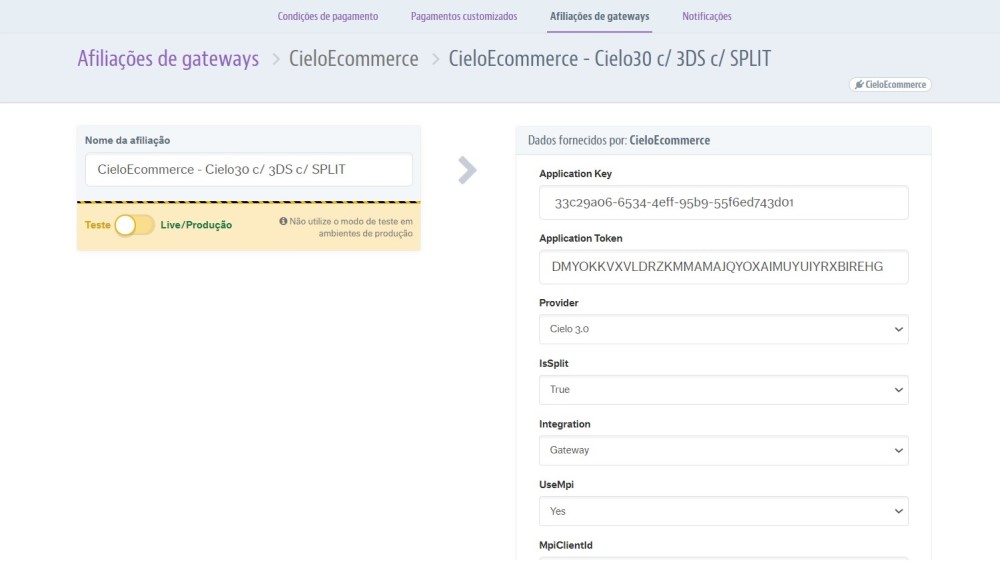 Condições de pagamento Pagamentos customizados Afiliações de gateways Notificações
Afiliações de gateways > CieloEcommerce > CieloEcommerce - Cielo30 c/ 3DS c/ SPLIT
CieloEcommerce
Nome da afiliação
CieloEcommerce - Cielo30 c/ 3DS c/ SPLIT
Teste Live/Produção
Não utilize o modo de teste em
ambientes de produção
Dados fornecidos por: CieloEcommerce
Application Key
33c29a06-6534-4eff-95b9-55f6ed743d01
Application Token
DMYOKKVXVLDRZKMMAMAJQYOXAIMUYUIYRXBIREHG
Provider
Cielo 3.0
IsSplit
True
Integration
Gateway
UseMpi
Yes
MpiClientId